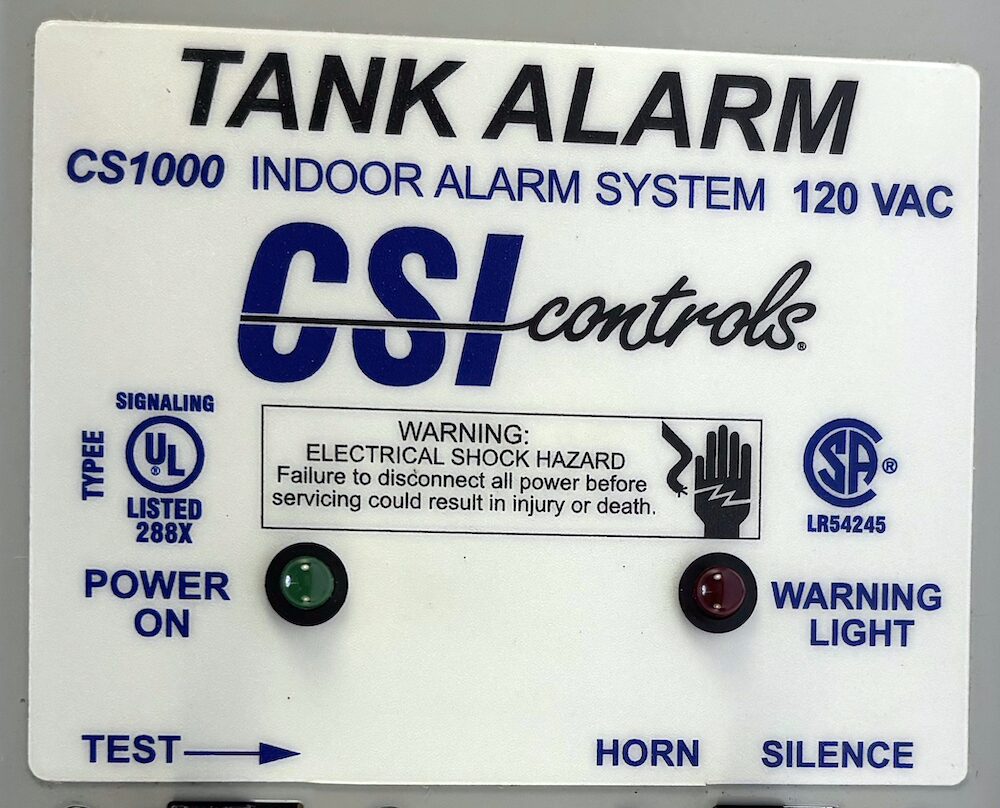 TANK ALARM
CS1000 INDOOR ALARM SYSTEM 120 VAC
CSI controls®
SIGNALING
TYPEE
UL®
LISTED
288X
WARNING:
ELECTRICAL SHOCK HAZARD
Failure to disconnect all power before
servicing could result in injury or death.
SA®
LR54245
POWER
ON
WARNING
LIGHT
TEST
HORN
SILENCE